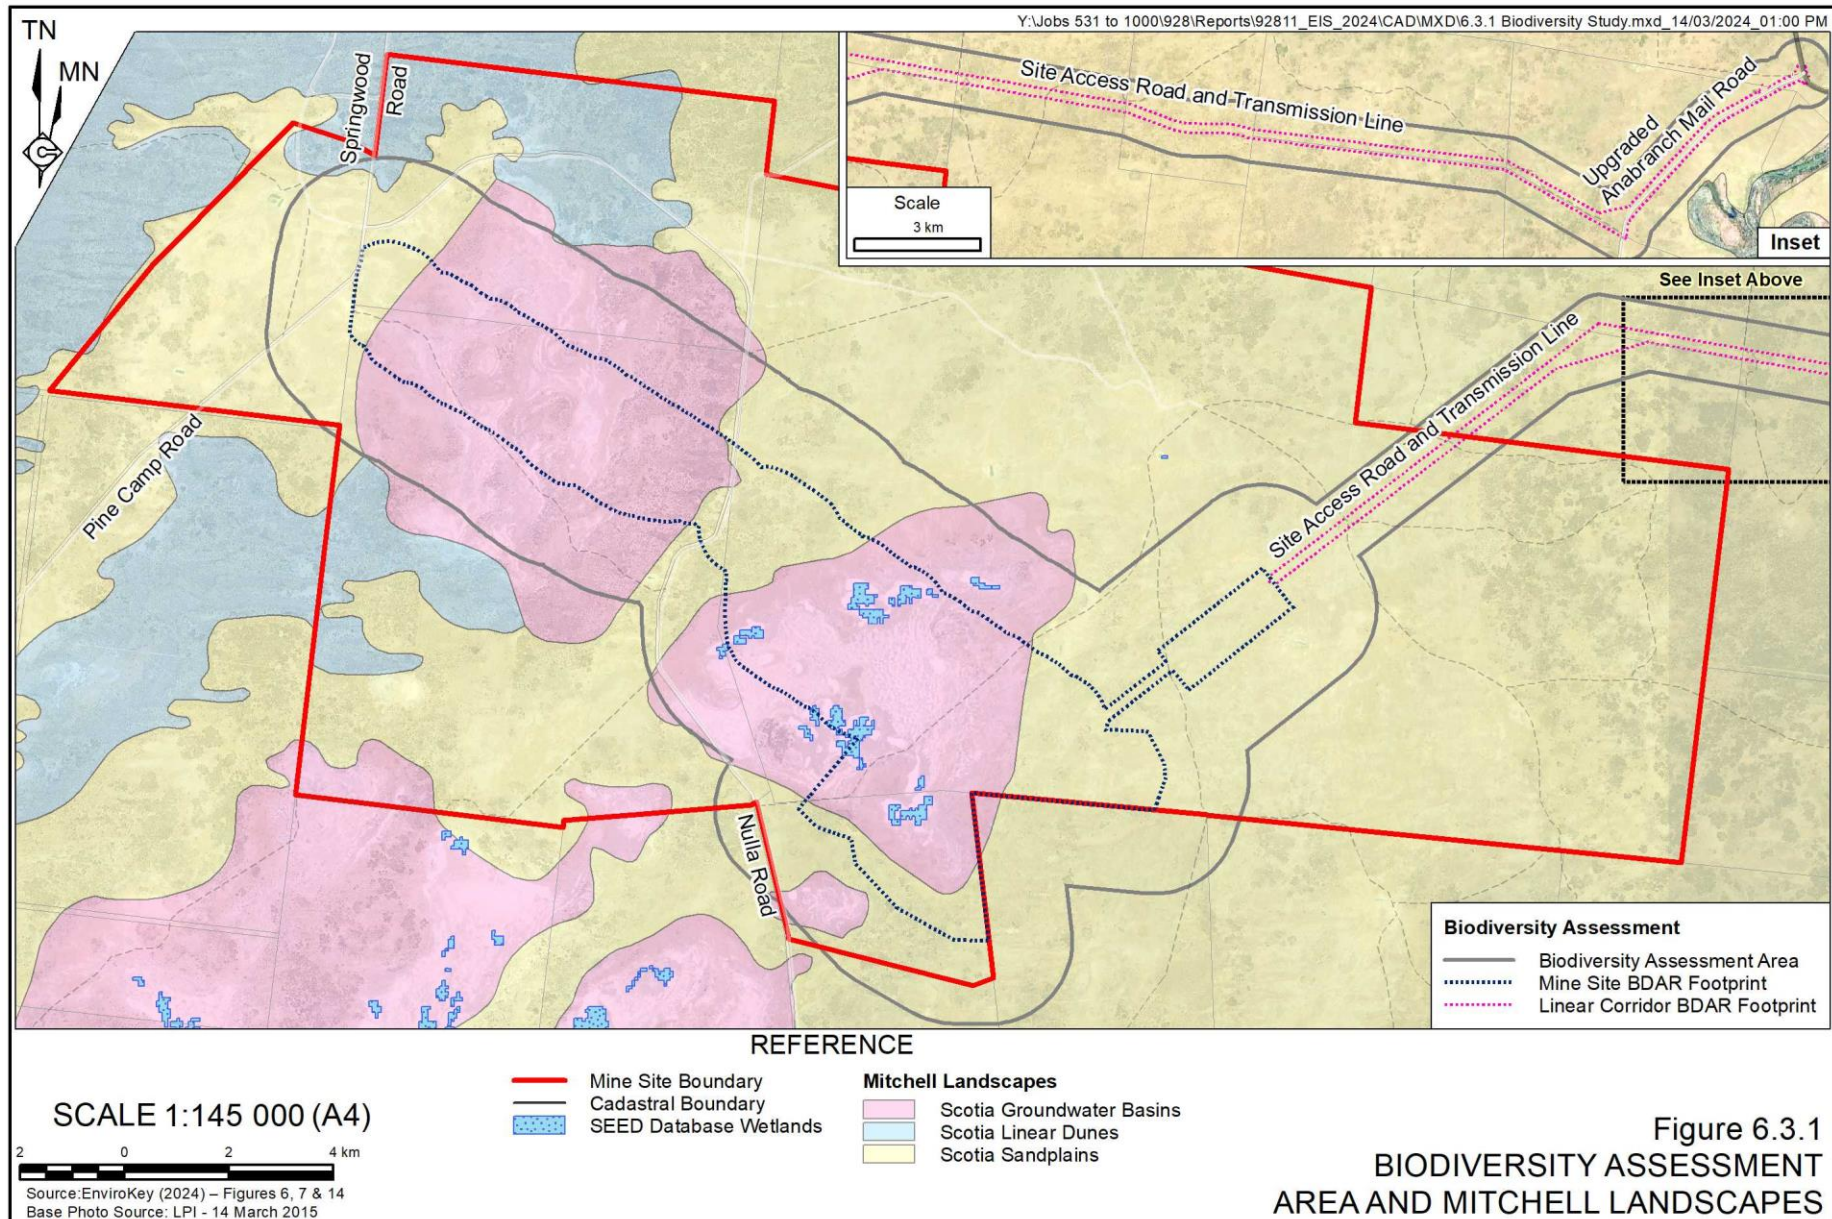 Y:\Jobs 531 to 1000\928\Reports\92811_EIS_2024\CAD\MXD\6.3.1 Biodiversity Study.mxd_14/03/2024_01:00 PM
TN
MN
Springwood
Road
Site Access Road and Transmission Line
Upgraded
Anabranch Mail Road
Scale
3 km
Inset
See Inset Above
Site Access Road and Transmission Line
Pine Camp Road
Nulla Road
Biodiversity Assessment
Biodiversity Assessment Area
Mine Site BDAR Footprint
Linear Corridor BDAR Footprint
REFERENCE
Mine Site Boundary
Cadastral Boundary
SEED Database Wetlands
Mitchell Landscapes
Scotia Groundwater Basins
Scotia Linear Dunes
Scotia Sandplains
SCALE 1:145 000 (A4)
2 0 2 4 km
Source:EnviroKey (2024) – Figures 6, 7 & 14
Base Photo Source: LPI - 14 March 2015
Figure 6.3.1
BIODIVERSITY ASSESSMENT
AREA AND MITCHELL LANDSCAPES